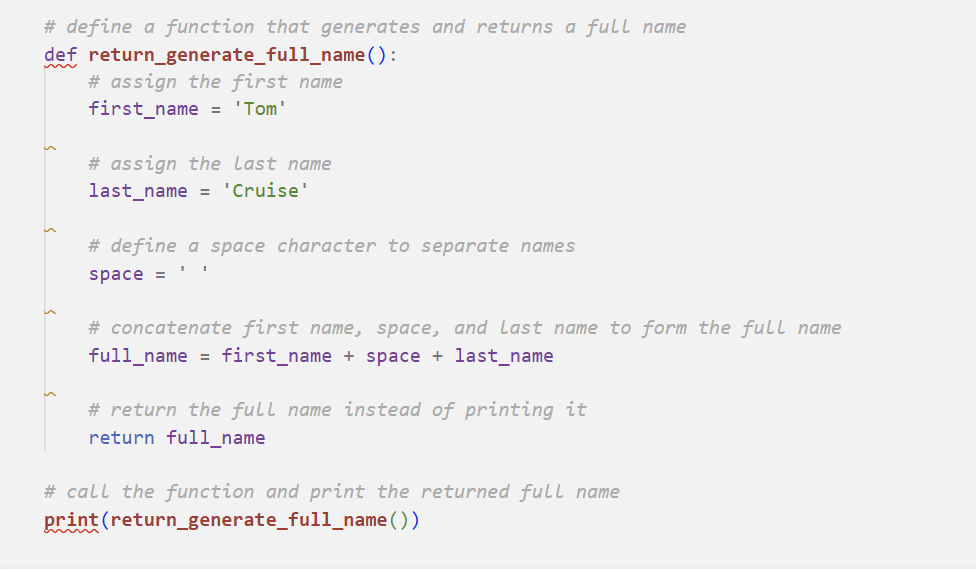 # define a function that generates and returns a full name
def return_generate_full_name():
    # assign the first name
    first_name = 'Tom'

    # assign the last name
    last_name = 'Cruise'

    # define a space character to separate names
    space = ' '

    # concatenate first name, space, and last name to form the full name
    full_name = first_name + space + last_name

    # return the full name instead of printing it
    return full_name

# call the function and print the returned full name
print(return_generate_full_name())